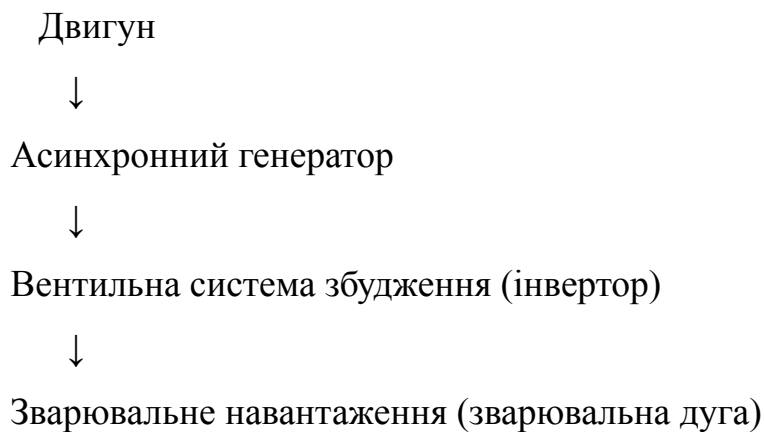 Двигун
↓
Асинхронний генератор
↓
Вентильна система збудження (інвертор)
↓
Зварювальне навантаження (зварювальна дуга)